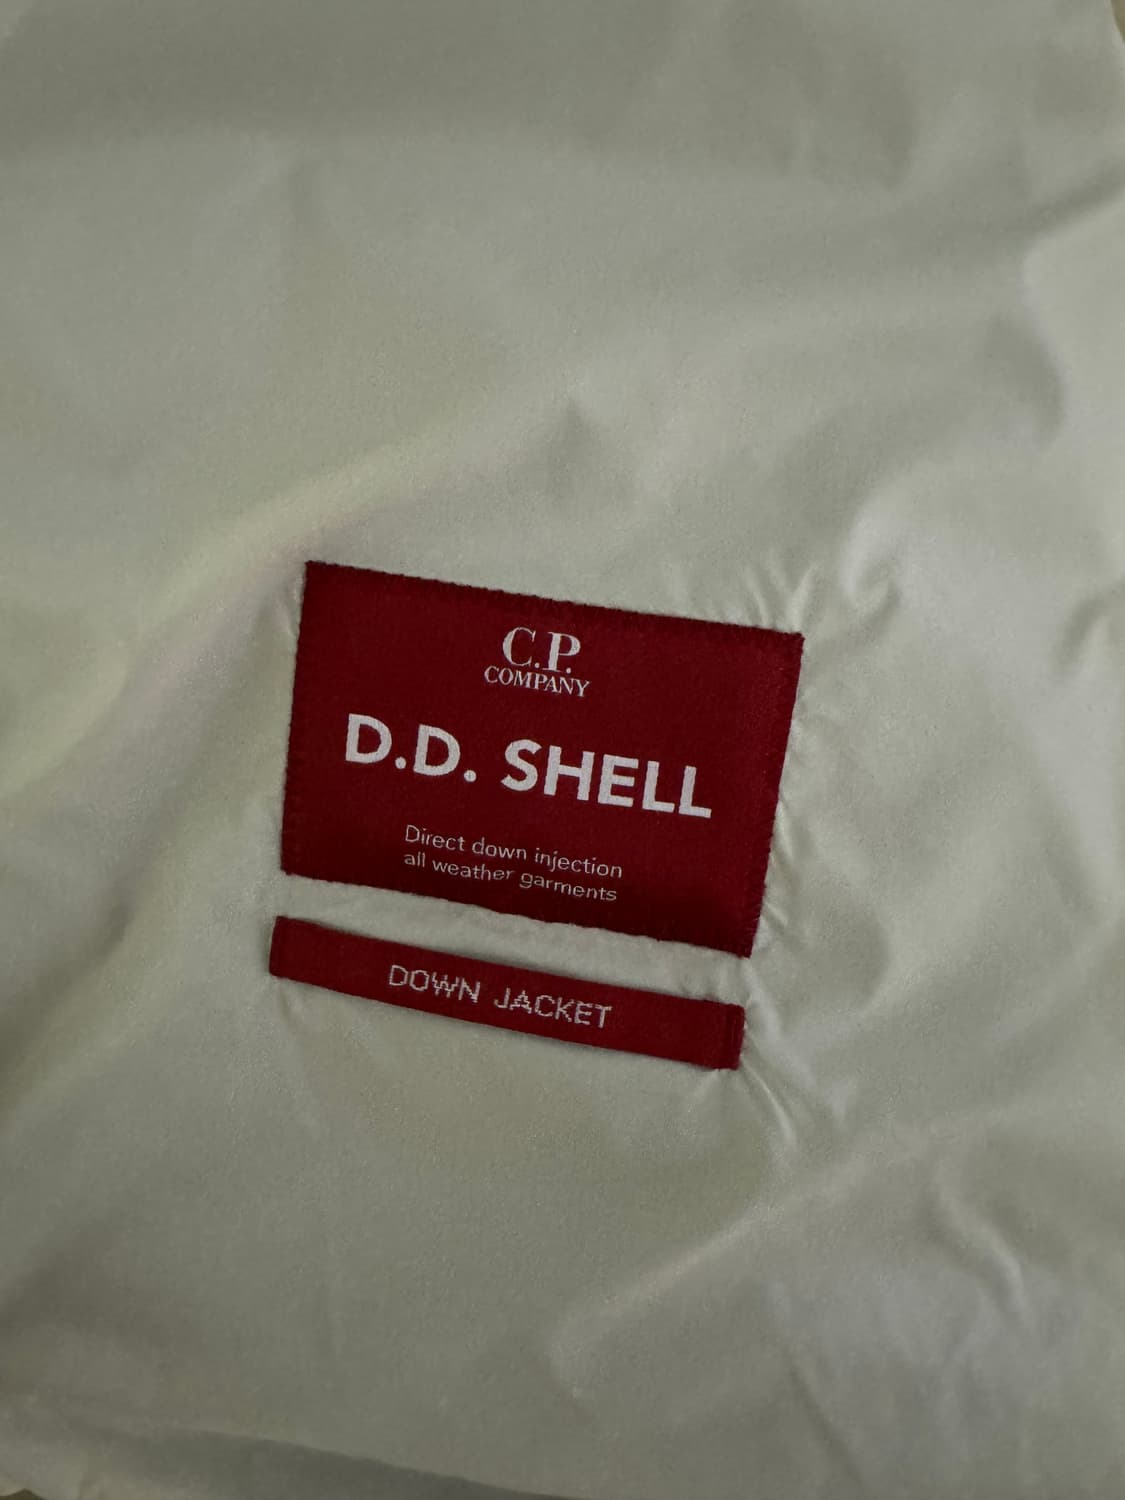 C.P.
COMPANY
D.D. SHELL
Direct down injection
all weather garments
DOWN JACKET